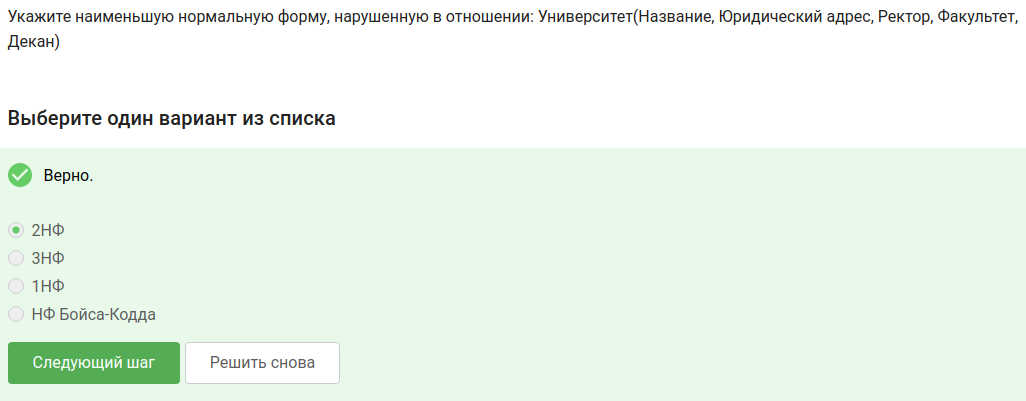 Укажите наименьшую нормальную форму, нарушенную в отношении: Университет(Название, Юридический адрес, Ректор, Факультет,
Декан)
Выберите один вариант из списка
Верно.
2НФ
3НФ
1НФ
НФ Бойса-Кодда
Следующий шаг
Решить снова